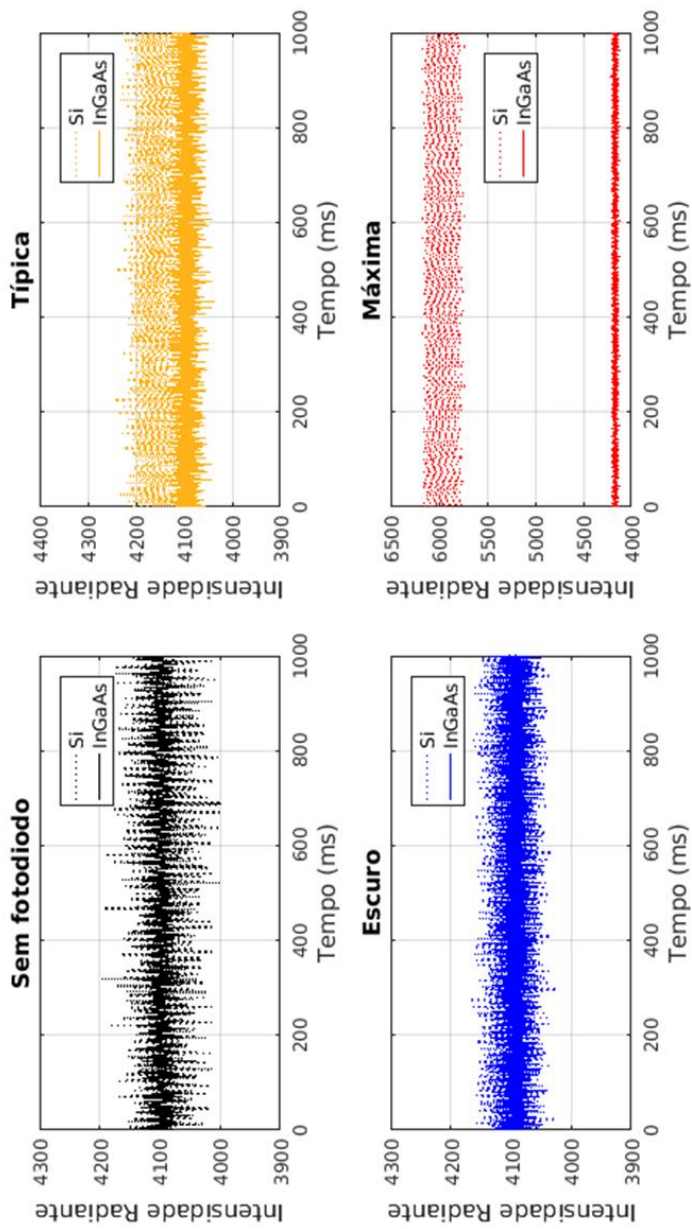 Sem fotodiodo
Intensidade Radiante
4300
4200
4100
4000
3900
0 200 400 600 800 1000
Tempo (ms)
Si
InGaAs
Típica
Intensidade Radiante
4400
4300
4200
4100
4000
3900
0 200 400 600 800 1000
Tempo (ms)
Si
InGaAs
Escuro
Intensidade Radiante
4300
4200
4100
4000
3900
0 200 400 600 800 1000
Tempo (ms)
Si
InGaAs
Máxima
Intensidade Radiante
6500
6000
5500
5000
4500
4000
0 200 400 600 800 1000
Tempo (ms)
Si
InGaAs